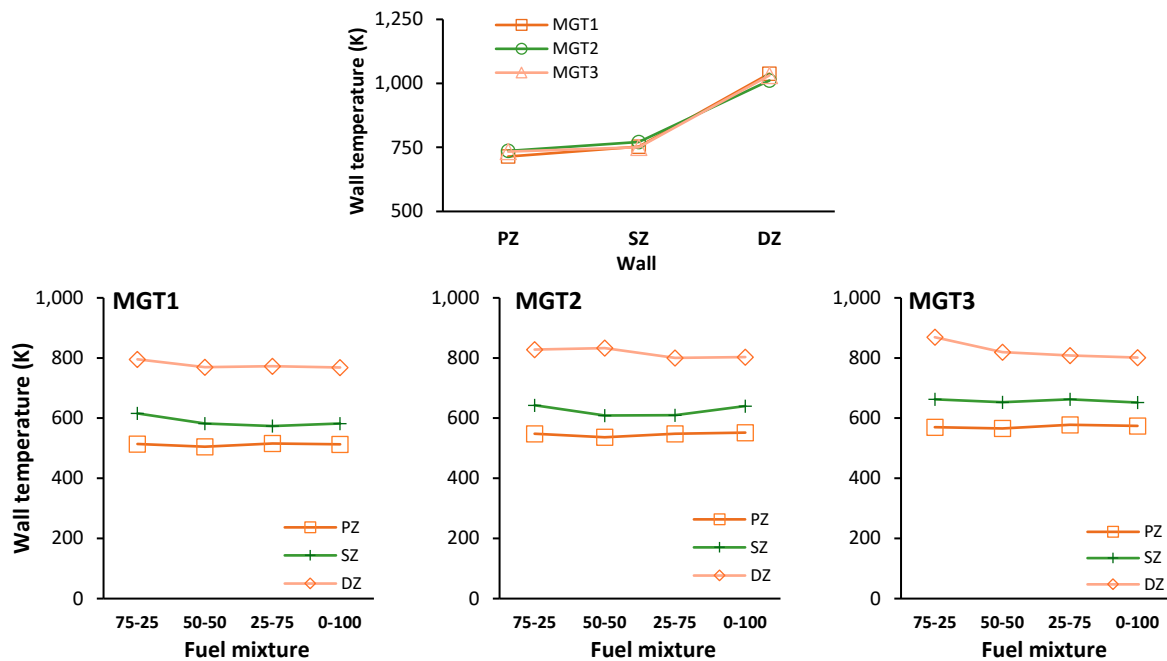 Wall temperature (K)
1,250
1,000
750
500
MGT1
MGT2
MGT3
PZ SZ DZ
Wall
MGT1
Wall temperature (K)
1,000
800
600
400
200
0
PZ
SZ
DZ
75-25 50-50 25-75 0-100
Fuel mixture
MGT2
1,000
800
600
400
200
0
PZ
SZ
DZ
75-25 50-50 25-75 0-100
Fuel mixture
MGT3
1,000
800
600
400
200
0
PZ
SZ
DZ
75-25 50-50 25-75 0-100
Fuel mixture